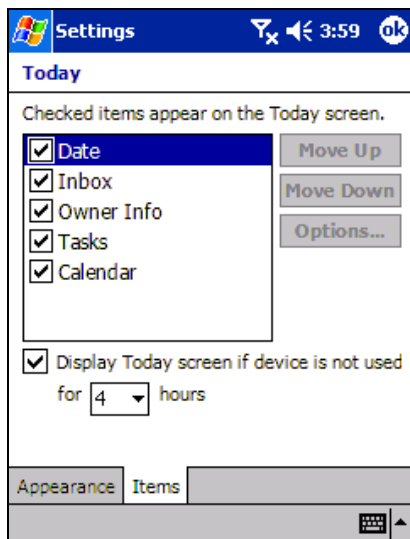 Settings 3:59 ok
Today
Checked items appear on the Today screen.
Date
Inbox
Owner Info
Tasks
Calendar
Move Up
Move Down
Options...
Display Today screen if device is not used
for 4 hours
Appearance Items